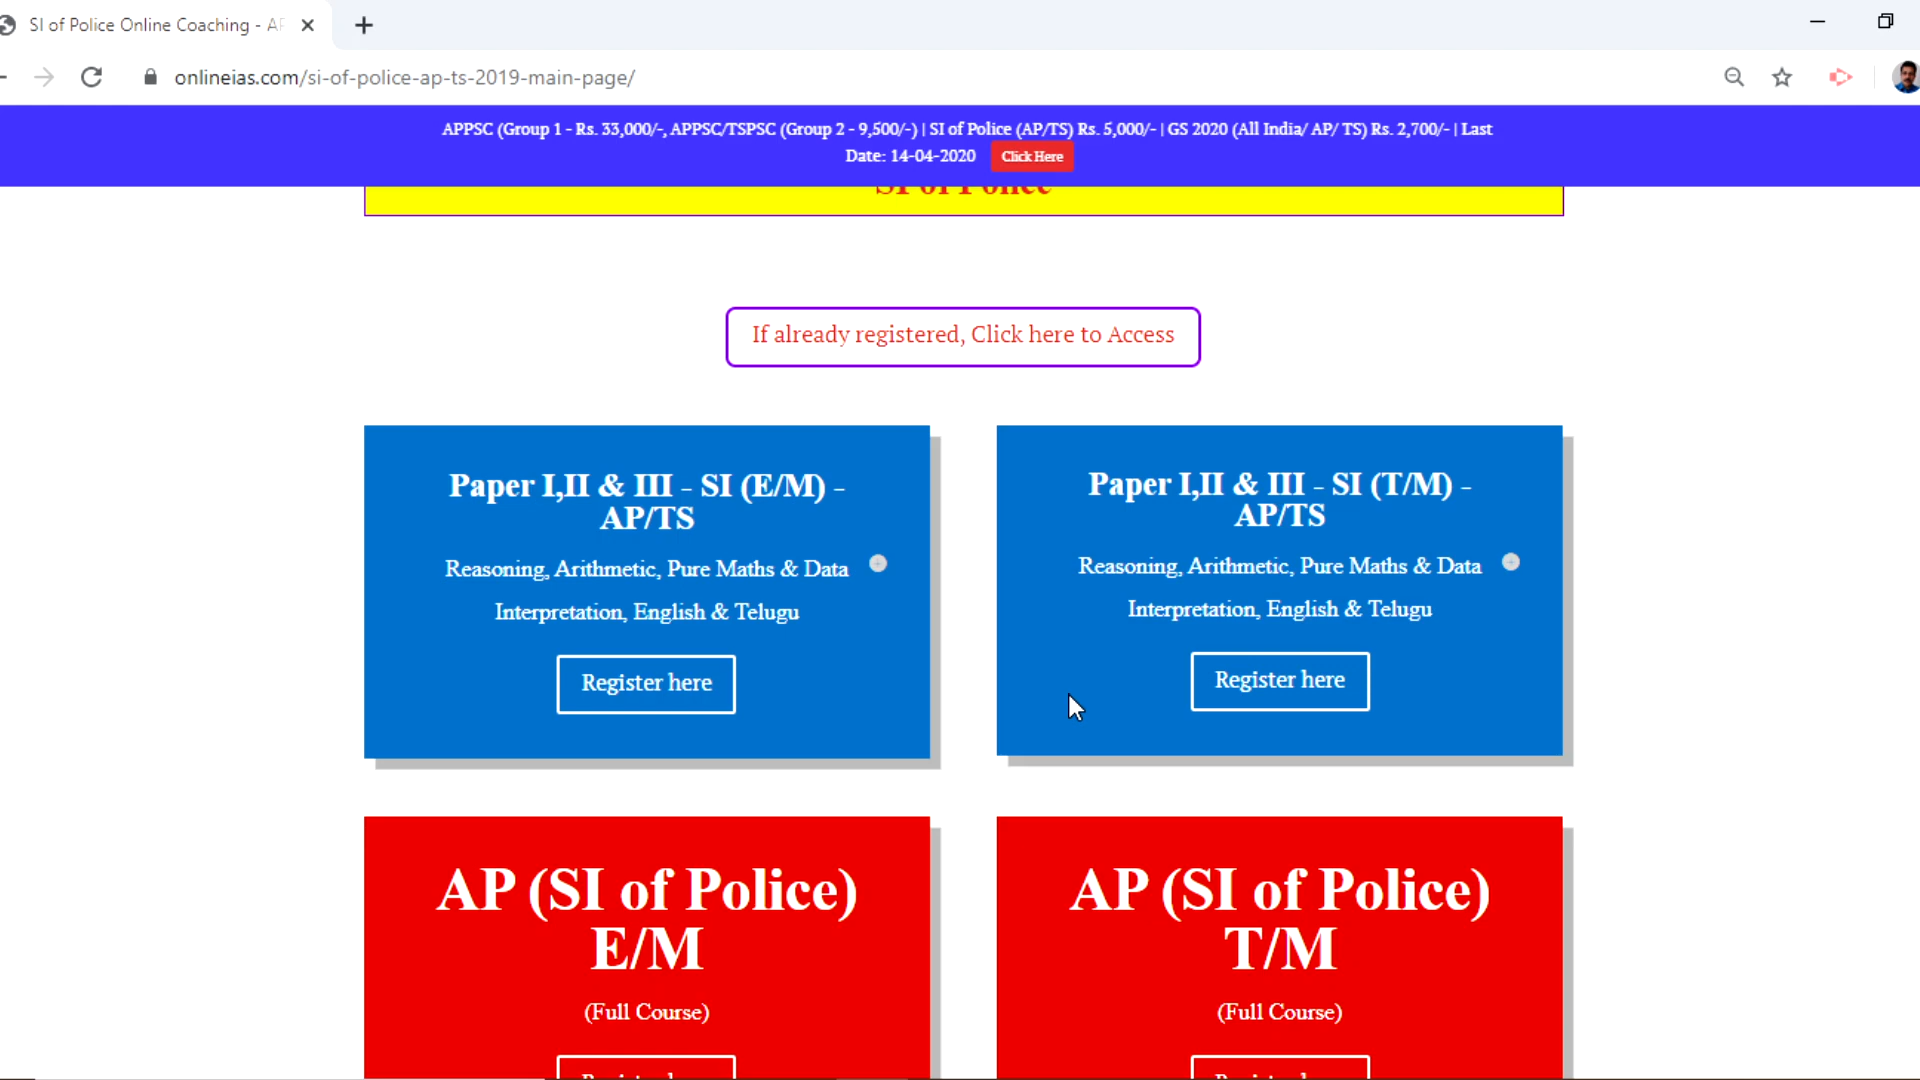 SI of Police Online Coaching - AP
onlineias.com/si-of-police-ap-ts-2019-main-page/
APPSC (Group 1 - Rs. 33,000/-, APPSC/TSPSC (Group 2 - 9,500/-) | SI of Police (AP/TS) Rs. 5,000/- | GS 2020 (All India/ AP/ TS) Rs. 2,700/- | Last
Date: 14-04-2020 Click Here
SI of Police
If already registered, Click here to Access
Paper I,II & III - SI (E/M) -
AP/TS
Reasoning, Arithmetic, Pure Maths & Data
Interpretation, English & Telugu
Register here
Paper I,II & III - SI (T/M) -
AP/TS
Reasoning, Arithmetic, Pure Maths & Data
Interpretation, English & Telugu
Register here
AP (SI of Police)
E/M
(Full Course)
AP (SI of Police)
T/M
(Full Course)